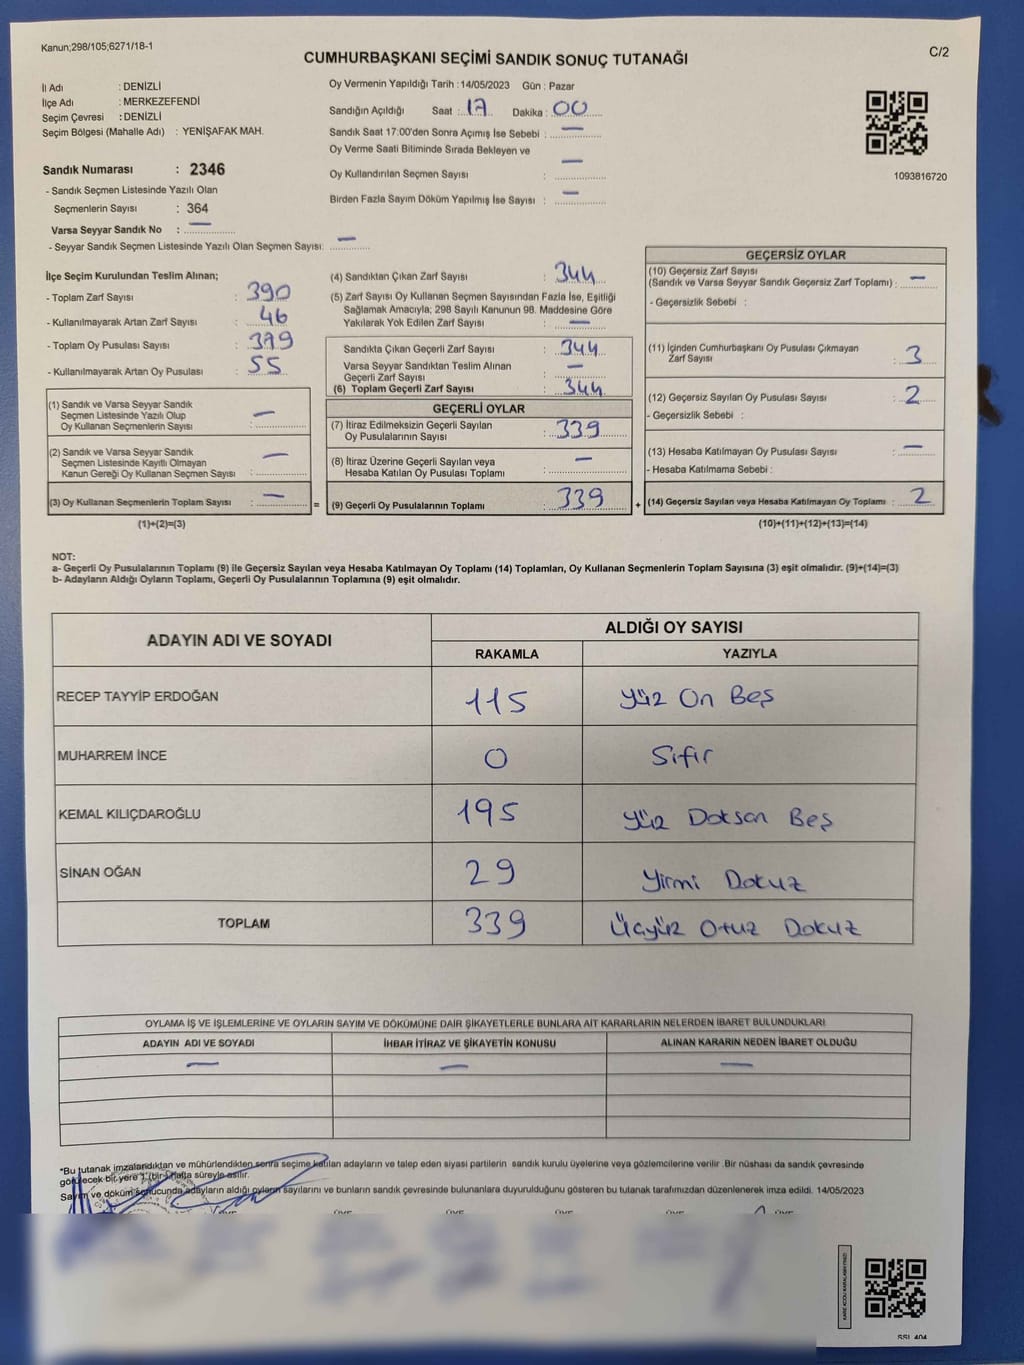 Kanun;298/105;6271/18-1
C/2
CUMHURBAŞKANI SEÇİMİ SANDIK SONUÇ TUTANAĞI
İl Adı : DENİZLİ
İlçe Adı : MERKEZEFENDİ
Seçim Çevresi : DENİZLİ
Seçim Bölgesi (Mahalle Adı) : YENİŞAFAK MAH.
Oy Vermenin Yapıldığı Tarih : 14/05/2023 Gün : Pazar
Sandığın Açıldığı Saat : 17 Dakika : 00
Sandık Saat 17:00'den Sonra Açımış İse Sebebi : —
Oy Verme Saati Bitiminde Sırada Bekleyen ve
Oy Kullandırılan Seçmen Sayısı : —
Birden Fazla Sayım Döküm Yapılmış İse Sayısı : —
1093816720
Sandık Numarası : 2346
- Sandık Seçmen Listesinde Yazılı Olan
Seçmenlerin Sayısı : 364
Varsa Seyyar Sandık No : —
- Seyyar Sandık Seçmen Listesinde Yazılı Olan Seçmen Sayısı: —
İlçe Seçim Kurulundan Teslim Alınan;
- Toplam Zarf Sayısı : 390
- Kullanılmayarak Artan Zarf Sayısı : 46
- Toplam Oy Pusulası Sayısı : 399
- Kullanılmayarak Artan Oy Pusulası : 55
(1) Sandık ve Varsa Seyyar Sandık
Seçmen Listesinde Yazılı Olup
Oy Kullanan Seçmenlerin Sayısı : —
(2) Sandık ve Varsa Seyyar Sandık
Seçmen Listesinde Kayıtlı Olmayan
Kanun Gereği Oy Kullanan Seçmen Sayısı : —
(3) Oy Kullanan Seçmenlerin Toplam Sayısı : —
=
(1)+(2)=(3)
(4) Sandıktan Çıkan Zarf Sayısı : 344
(5) Zarf Sayısı Oy Kullanan Seçmen Sayısından Fazla İse, Eşitliği
Sağlamak Amacıyla; 298 Sayılı Kanunun 98. Maddesine Göre
Yakılarak Yok Edilen Zarf Sayısı : —
Sandıkta Çıkan Geçerli Zarf Sayısı : 344
Varsa Seyyar Sandıktan Teslim Alınan
Geçerli Zarf Sayısı : —
(6) Toplam Geçerli Zarf Sayısı : 344
GEÇERLİ OYLAR
(7) İtiraz Edilmeksizin Geçerli Sayılan
Oy Pusulalarının Sayısı : 339
(8) İtiraz Üzerine Geçerli Sayılan veya
Hesaba Katılan Oy Pusulası Toplamı : —
(9) Geçerli Oy Pusulalarının Toplamı : 339
+
GEÇERSİZ OYLAR
(10) Geçersiz Zarf Sayısı
(Sandık ve Varsa Seyyar Sandık Geçersiz Zarf Toplamı) : —
- Geçersizlik Sebebi :
(11) İçinden Cumhurbaşkanı Oy Pusulası Çıkmayan
Zarf Sayısı : 3
(12) Geçersiz Sayılan Oy Pusulası Sayısı : 2
- Geçersizlik Sebebi :
(13) Hesaba Katılmayan Oy Pusulası Sayısı : —
- Hesaba Katılmama Sebebi :
(14) Geçersiz Sayılan veya Hesaba Katılmayan Oy Toplamı : 2
(10)+(11)+(12)+(13)=(14)
NOT:
a- Geçerli Oy Pusulalarının Toplamı (9) ile Geçersiz Sayılan veya Hesaba Katılmayan Oy Toplamı (14) Toplamları, Oy Kullanan Seçmenlerin Toplam Sayısına (3) eşit olmalıdır. (9)+(14)=(3)
b- Adayların Aldığı Oyların Toplamı, Geçerli Oy Pusulalarının Toplamına (9) eşit olmalıdır.
ADAYIN ADI VE SOYADI
ALDIĞI OY SAYISI
RAKAMLA YAZIYLA
RECEP TAYYİP ERDOĞAN 115 Yüz On Beş
MUHARREM İNCE 0 Sıfır
KEMAL KILIÇDAROĞLU 195 Yüz Doksan Beş
SİNAN OĞAN 29 Yirmi Dokuz
TOPLAM 339 Üçyüz Otuz Dokuz
OYLAMA İŞ VE İŞLEMLERİNE VE OYLARIN SAYIM VE DÖKÜMÜNE DAİR ŞİKAYETLERLE BUNLARA AİT KARARLARIN NELERDEN İBARET BULUNDUKLARI
ADAYIN ADI VE SOYADI İHBAR İTİRAZ VE ŞİKAYETİN KONUSU ALINAN KARARIN NEDEN İBARET OLDUĞU
— — —
*Bu tutanak imzalandıktan ve mühürlendikten sonra seçime katılan adayların ve talep eden siyasi partilerin sandık kurulu üyelerine veya gözlemcilerine verilir. Bir nüshası da sandık çevresinde
görülecek bir yere 1 (bir) hafta süreyle asılır.
Sayım ve döküm sonucunda adayların aldığı oyların sayılarını ve bunların sandık çevresinde bulunanlara duyurulduğunu gösteren bu tutanak tarafımızdan düzenlenerek imza edildi. 14/05/2023
ÜYE ÜYE ÜYE ÜYE ÜYE